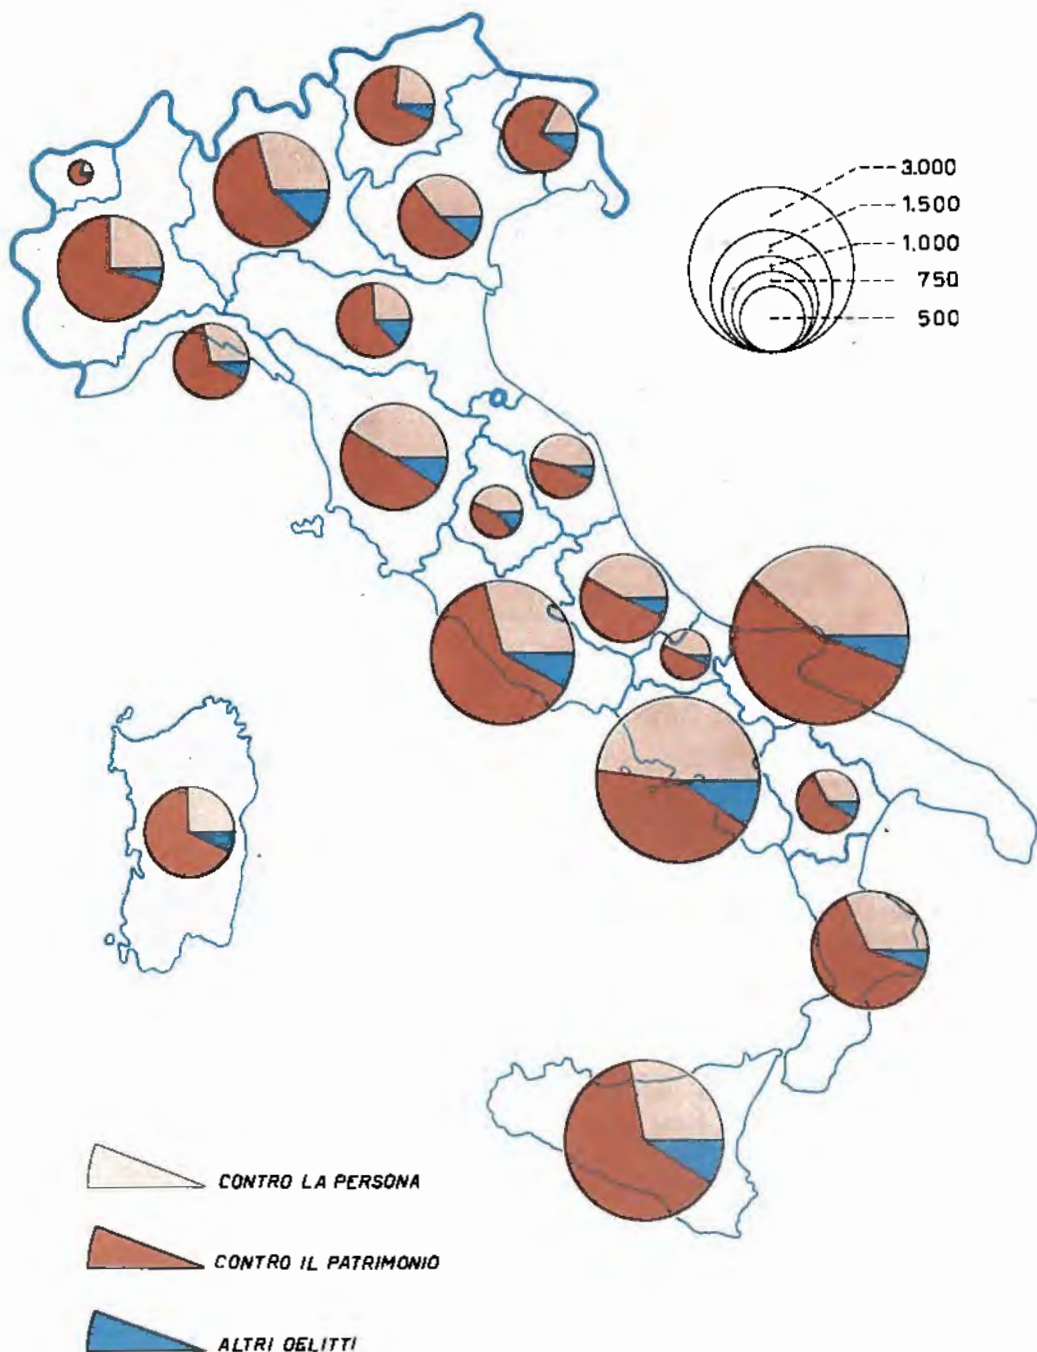 3.000
1.500
1.000
750
500
CONTRO LA PERSONA
CONTRO IL PATRIMONIO
ALTRI DELITTI